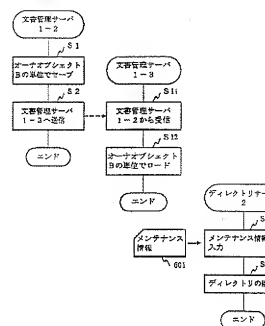 文書管理サーバ
1−2
S1
オーナオブジェクト
Bの単位でセーブ
S2
文書管理サーバ
1−3へ送信
エンド
文書管理サーバ
1−3
S11
文書管理サーバ
1−2から受信
S12
オーナオブジェクト
Bの単位でロード
エンド
メンテナンス
情報
601
ディレクトリサー
2
S
メンテナンス情報
入力
S
ディレクトリの
エンド